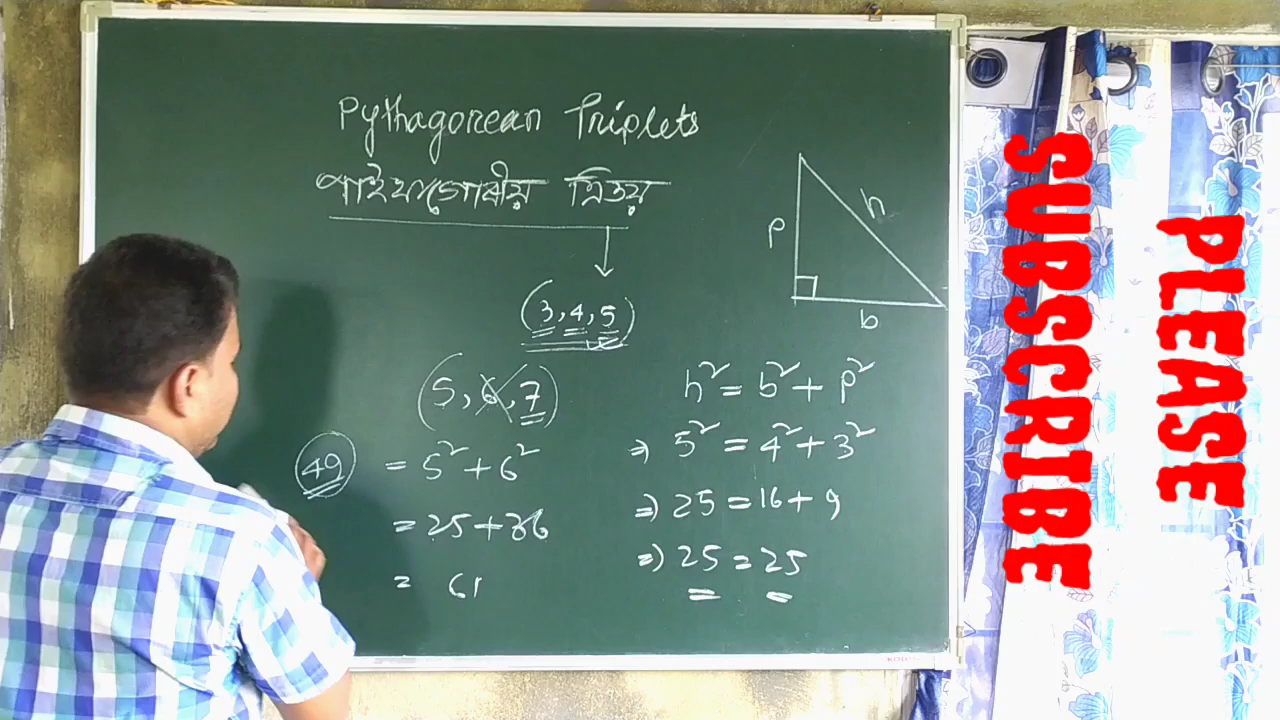 Pythagorean Triplets
পাইথাগোৰীয় ত্ৰিতয়
(3, 4, 5)
(5, 6, 7)
49 = 5² + 6²
= 25 + 36
= 61
p
h
b
h² = b² + p²
⇒ 5² = 4² + 3²
⇒ 25 = 16 + 9
⇒ 25 = 25
PLEASE
SUBSCRIBE